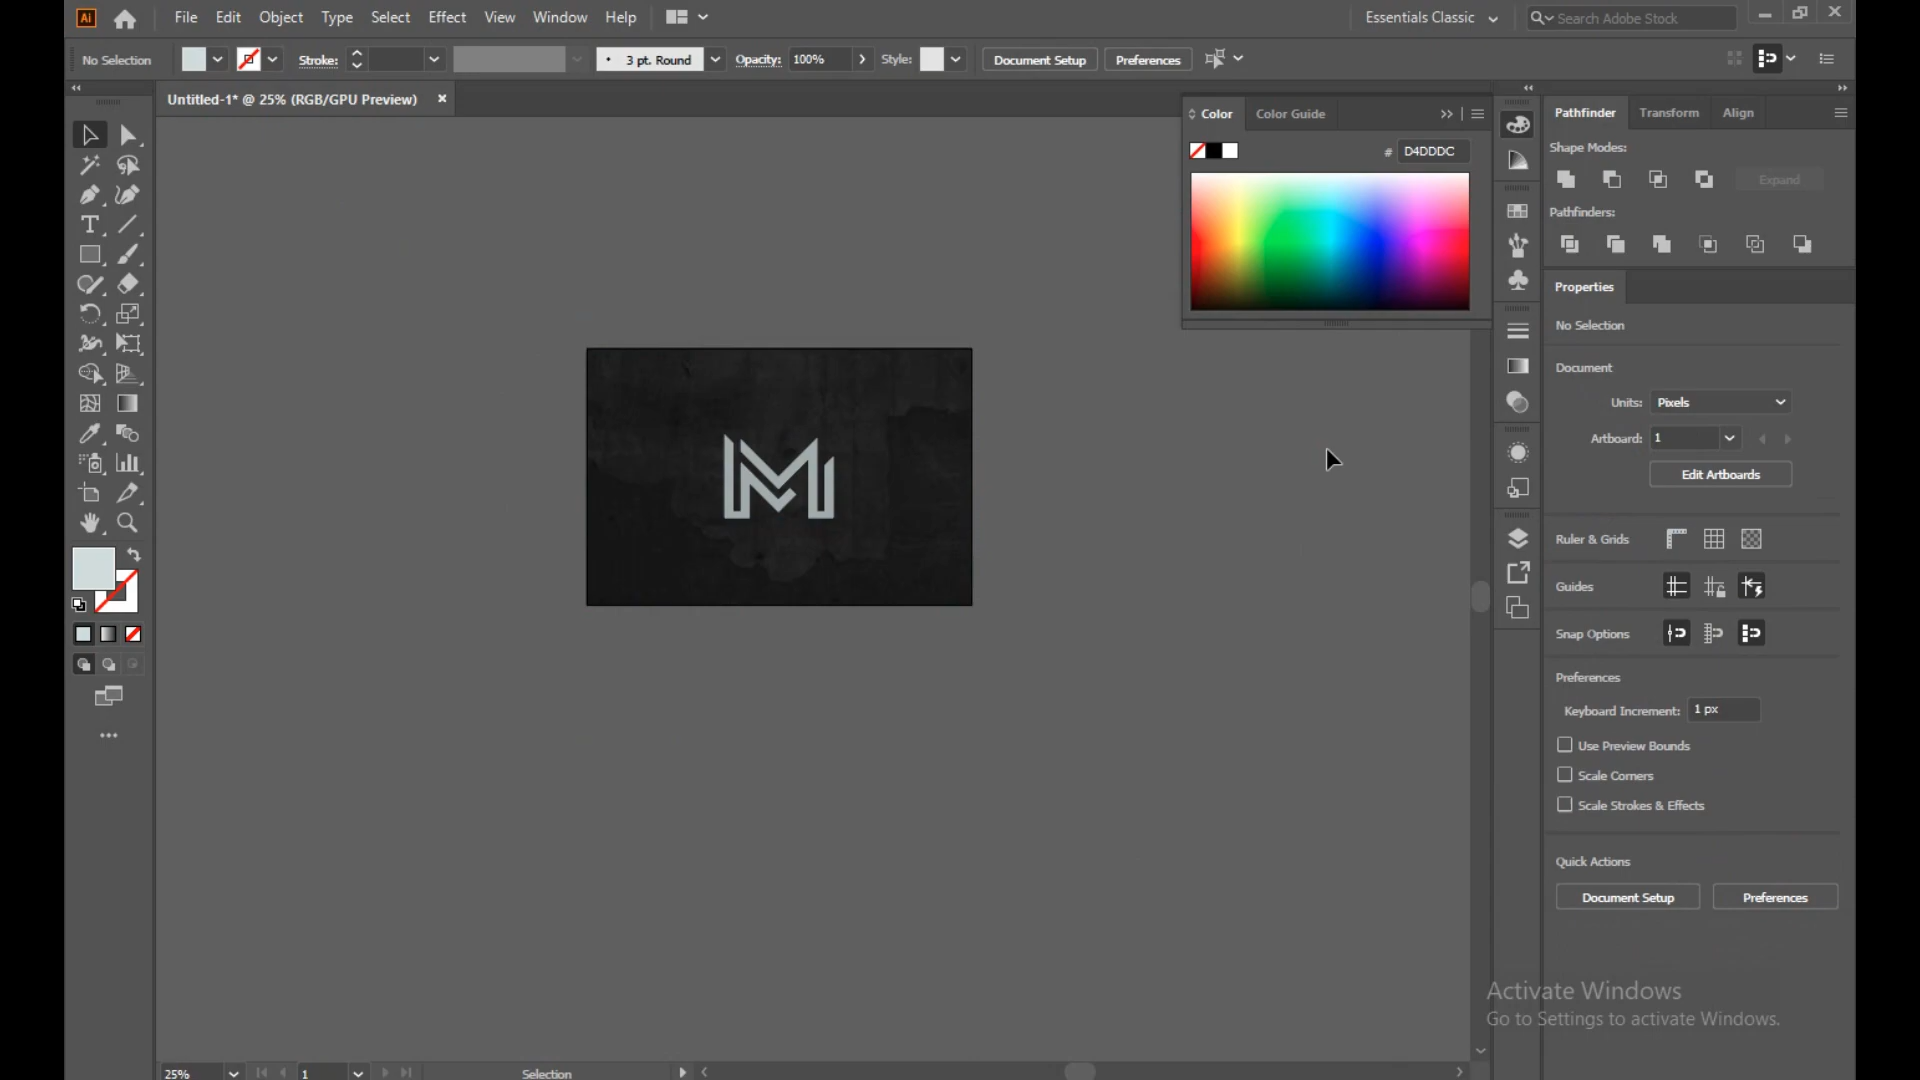 Ai File Edit Object Type Select Effect View Window Help Essentials Classic Search Adobe Stock
No Selection Stroke: 3 pt. Round Opacity: 100% Style: Document Setup Preferences
Untitled-1* @ 25% (RGB/GPU Preview)
Color Color Guide
# D4DDDC
Pathfinder Transform Align
Shape Modes:
Expand
Pathfinders:
Properties
No Selection
Document
Units: Pixels
Artboard: 1
Edit Artboards
Ruler & Grids
Guides
Snap Options
Preferences
Keyboard Increment: 1 px
Use Preview Bounds
Scale Corners
Scale Strokes & Effects
Quick Actions
Document Setup Preferences
M
Activate Windows
Go to Settings to activate Windows.
25% 1 Selection